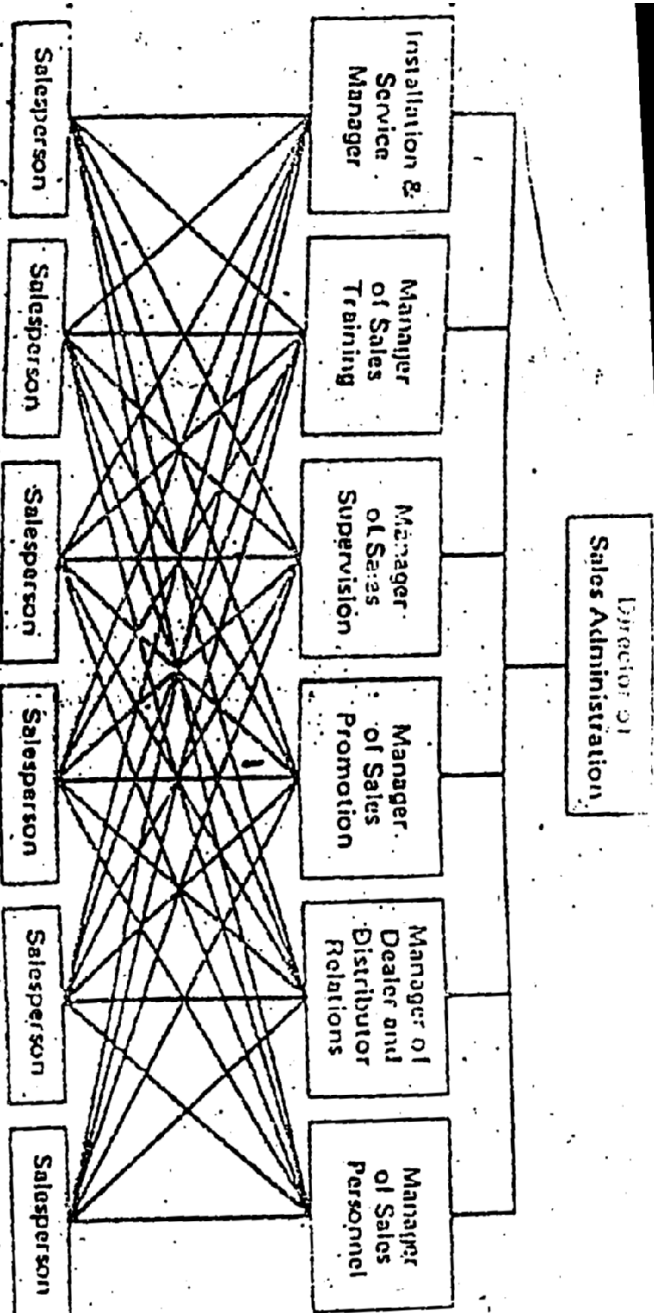 Director of
Sales Administration
Installation &
Service
Manager
Manager
of Sales
Training
Manager
of Sales
Supervision
Manager
of Sales
Promotion
Manager of
Dealer and
Distributor
Relations
Manager
of Sales
Personnel
Salesperson
Salesperson
Salesperson
Salesperson
Salesperson
Salesperson